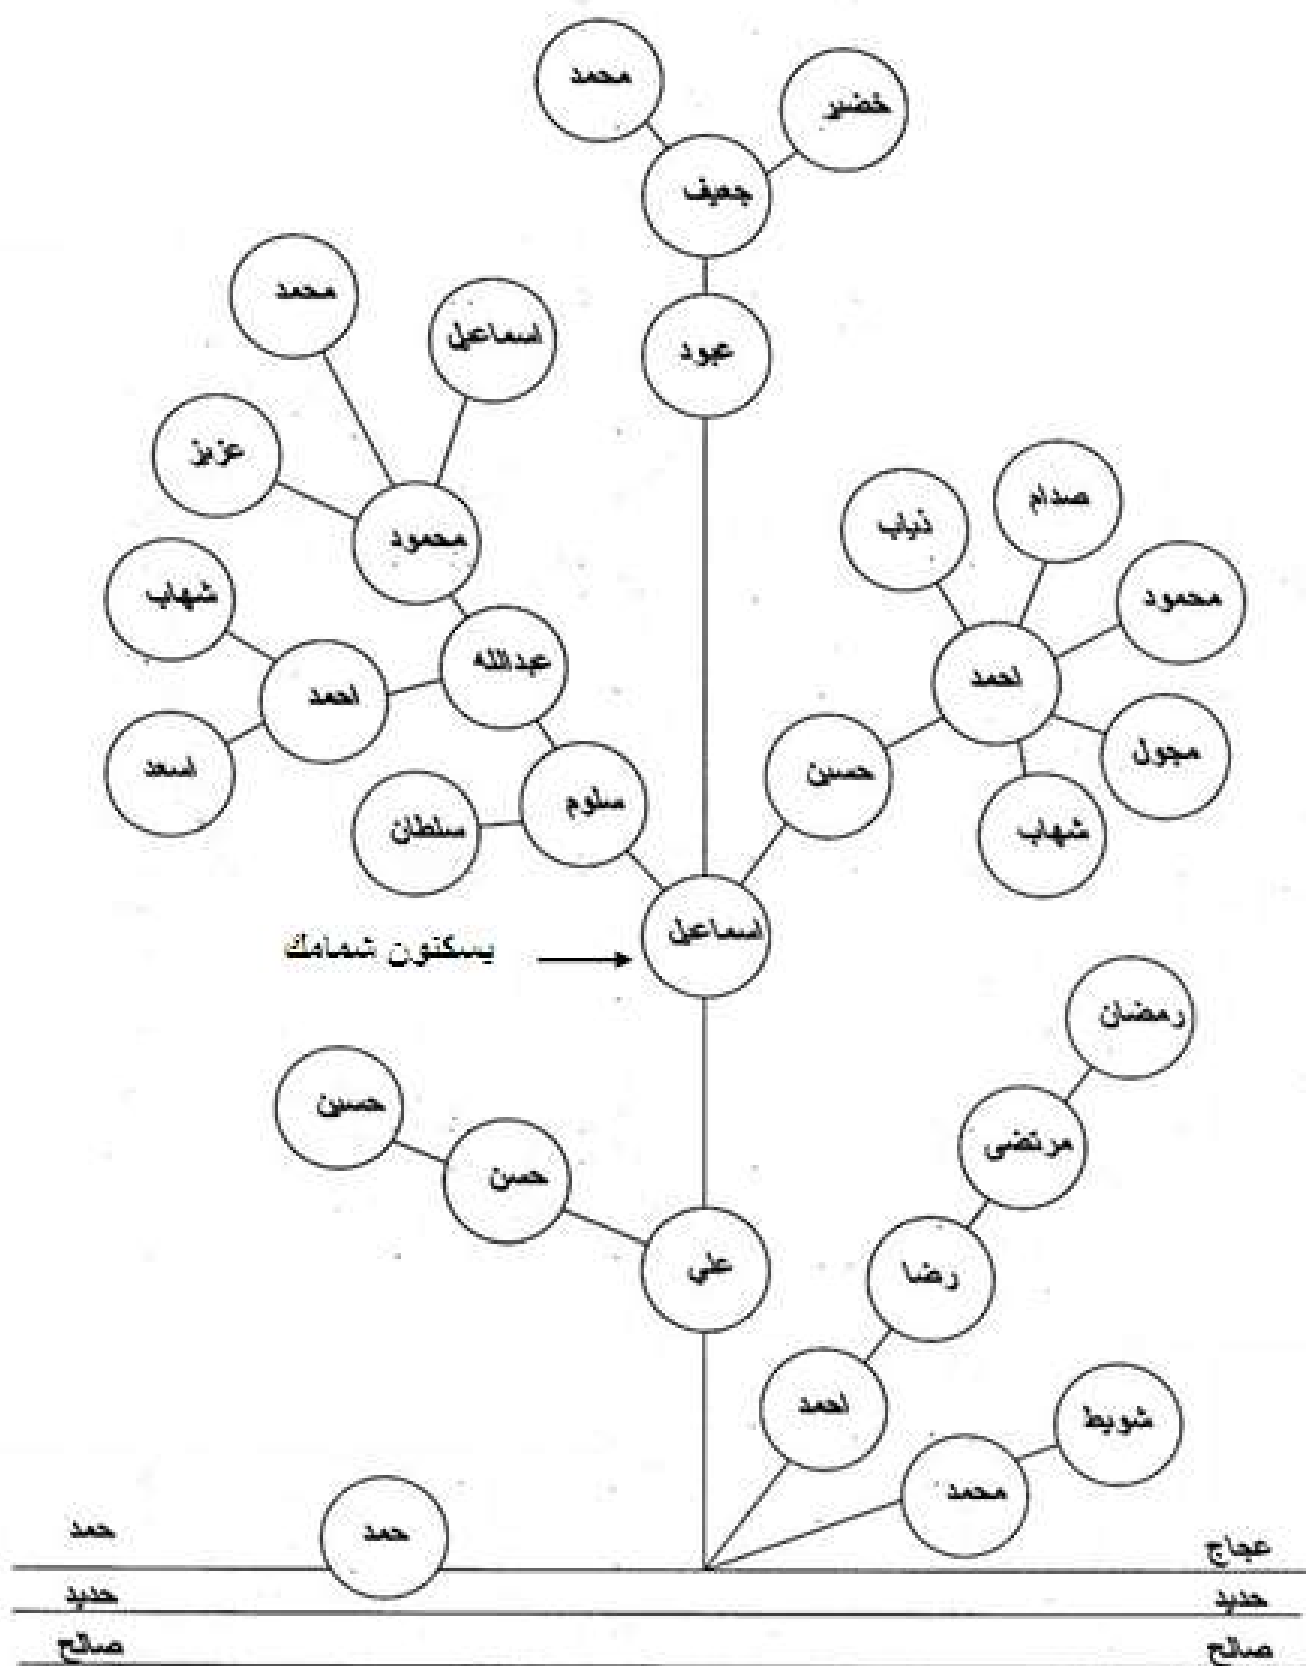 محمد
خضير
جعيف
محمد
اسماعيل
عبود
عزيز
صدام
ذياب
محمود
محمود
شهاب
عبدالله
احمد
احمد
مجول
اسعد
حسين
سلوم
سلطان
شهاب
اسماعيل
يسكنون شمامك
رمضان
حسين
مرتضى
حسن
علي
رضا
احمد
شويط
محمد
حمد
حمد
عجاج
حديد
حديد
صالح
صالح